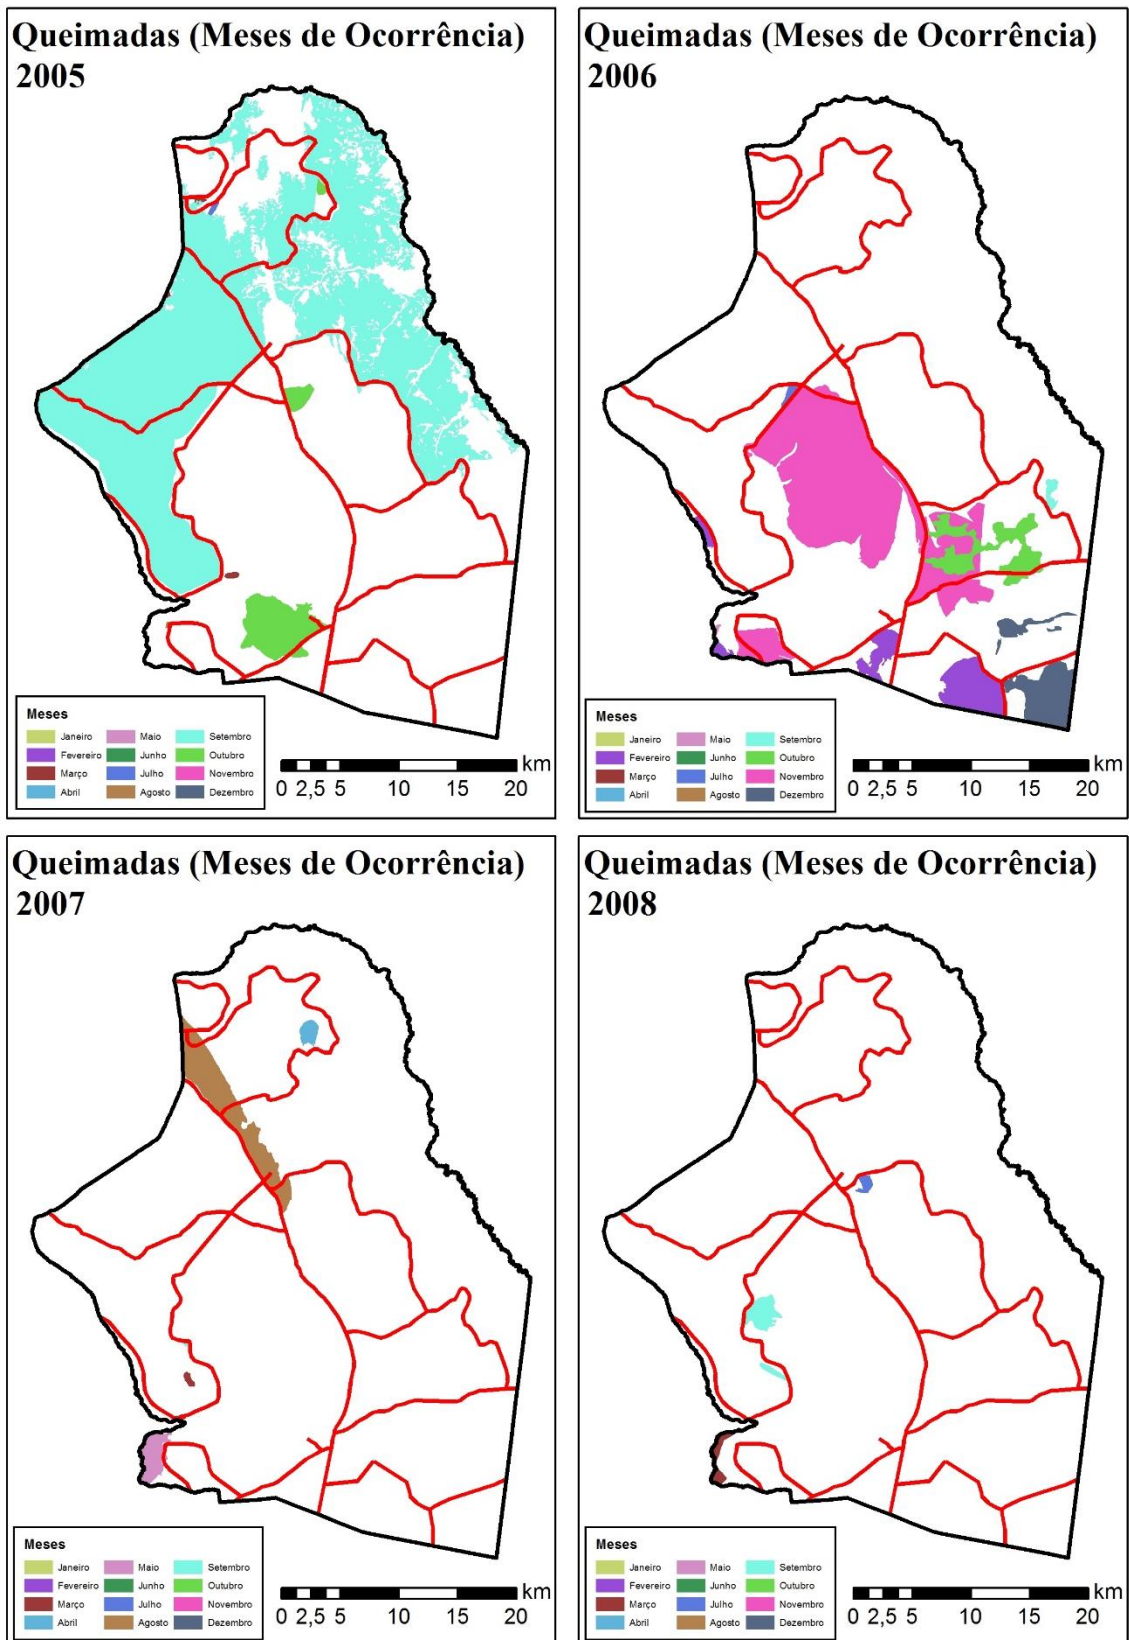 Queimadas (Meses de Ocorrência)
2005
Meses
Janeiro Maio Setembro
Fevereiro Junho Outubro
Março Julho Novembro
Abril Agosto Dezembro
km
0 2,5 5 10 15 20
Queimadas (Meses de Ocorrência)
2006
Meses
Janeiro Maio Setembro
Fevereiro Junho Outubro
Março Julho Novembro
Abril Agosto Dezembro
km
0 2,5 5 10 15 20
Queimadas (Meses de Ocorrência)
2007
Meses
Janeiro Maio Setembro
Fevereiro Junho Outubro
Março Julho Novembro
Abril Agosto Dezembro
km
0 2,5 5 10 15 20
Queimadas (Meses de Ocorrência)
2008
Meses
Janeiro Maio Setembro
Fevereiro Junho Outubro
Março Julho Novembro
Abril Agosto Dezembro
km
0 2,5 5 10 15 20